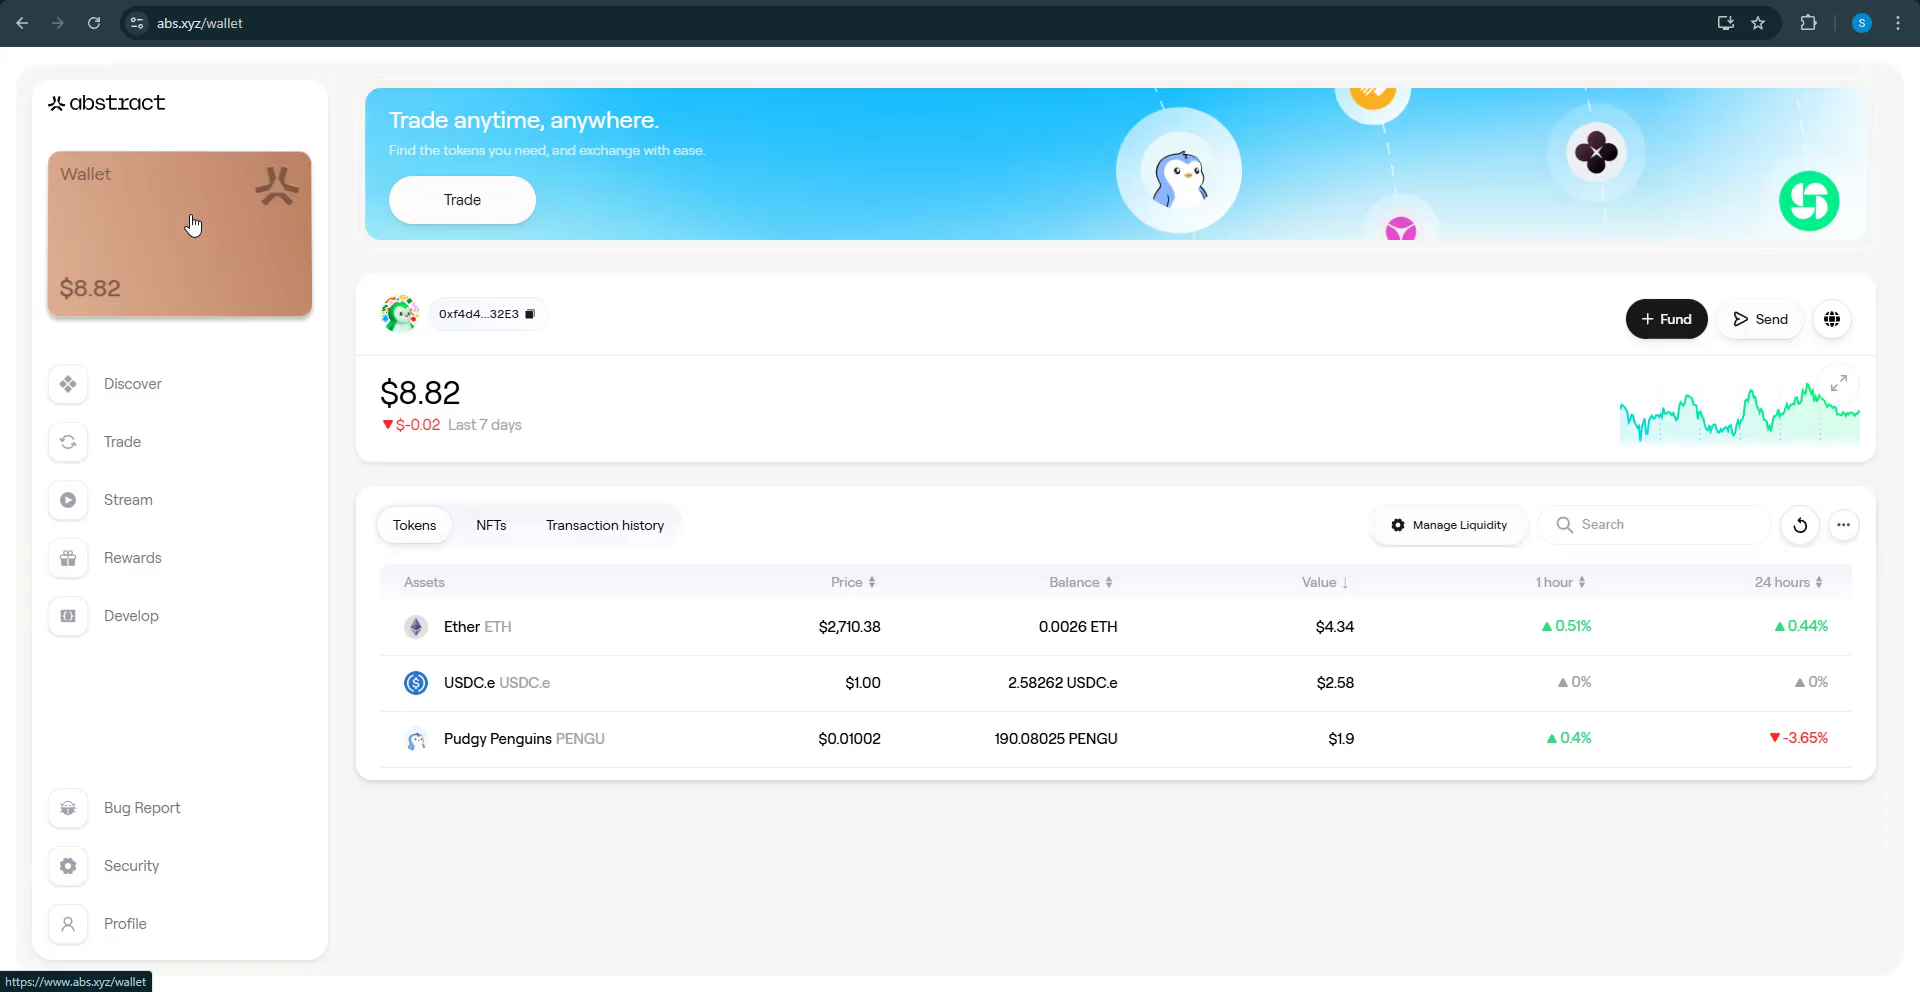 abs.xyz/wallet
S
abstract
Wallet
$8.82
Discover
Trade
Stream
Rewards
Develop
Bug Report
Security
Profile
Trade anytime, anywhere.
Find the tokens you need, and exchange with ease.
Trade
0xf4d4...32E3
Fund
Send
$8.82
$-0.02 Last 7 days
Tokens NFTs Transaction history
Manage Liquidity
Search
Assets Price Balance Value ↓ 1 hour 24 hours
Ether ETH $2,710.38 0.0026 ETH $4.34 ▲0.51% ▲0.44%
USDC.e USDC.e $1.00 2.58262 USDC.e $2.58 ▲0% ▲0%
Pudgy Penguins PENGU $0.01002 190.08025 PENGU $1.9 ▲0.4% ▼-3.65%
https://www.abs.xyz/wallet